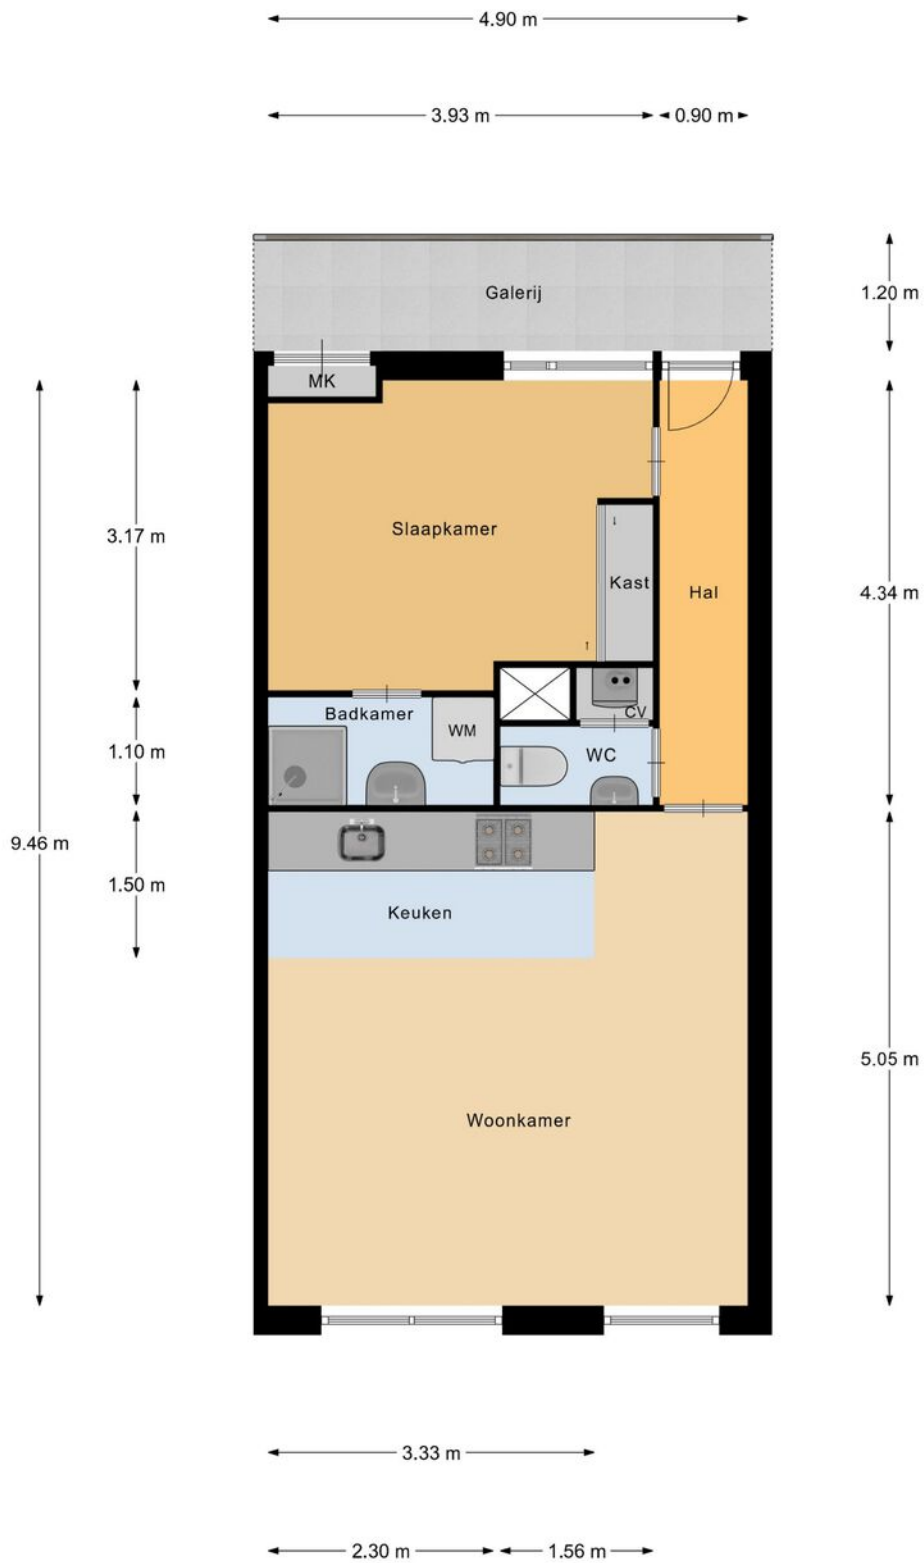 4.90 m
3.93 m
0.90 m
Galerij
1.20 m
MK
3.17 m
Slaapkamer
Kast
Hal
4.34 m
Badkamer
CV
WM
1.10 m
WC
9.46 m
1.50 m
Keuken
5.05 m
Woonkamer
3.33 m
2.30 m
1.56 m